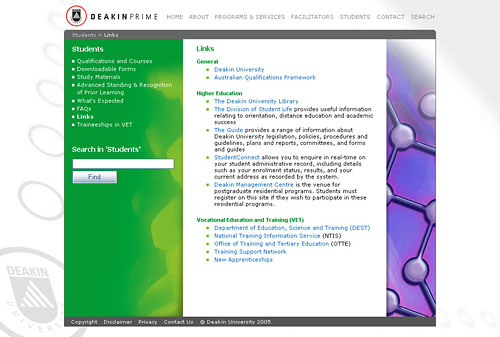 DEAKINPRIME HOME ABOUT PROGRAMS & SERVICES FACILITATORS STUDENTS CONTACT SEARCH
Students > Links
Students
Qualifications and Courses
Downloadable Forms
Study Materials
Advanced Standing & Recognition
of Prior Learning
What's Expected
FAQs
Links
Traineeships in VET
Search in 'Students'
Find
Links
General
Deakin University
Australian Qualifications Framework
Higher Education
The Deakin University Library
The Division of Student Life provides useful information
relating to orientation, distance education and academic
success
The Guide provides a range of information about
Deakin University legislation, policies, procedures and
guidelines, plans and reports, committees, and forms
and guides
StudentConnect allows you to enquire in real-time on
your student administrative record, including details
such as your enrolment status, results, and your
current address as recorded by the system.
Deakin Management Centre is the venue for
postgraduate residential programs. Students must
register on this site if they wish to participate in these
residential programs.
Vocational Education and Training (VET)
Department of Education, Science and Training (DEST)
National Training Information Service (NTIS)
Office of Training and Tertiary Education (OTTE)
Training Support Network
New Apprenticeships
DEAKIN
Copyright Disclaimer Privacy Contact Us © Deakin University 2005